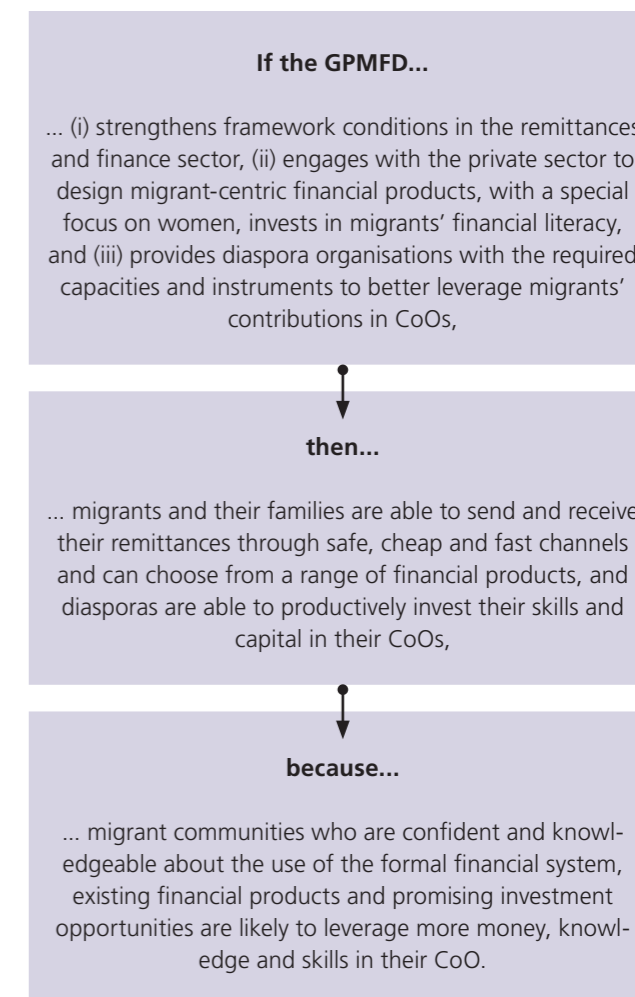 If the GPMFD...
... (i) strengthens framework conditions in the remittances
and finance sector, (ii) engages with the private sector to
design migrant-centric financial products, with a special
focus on women, invests in migrants’ financial literacy,
and (iii) provides diaspora organisations with the required
capacities and instruments to better leverage migrants’
contributions in CoOs,
then...
... migrants and their families are able to send and receive
their remittances through safe, cheap and fast channels
and can choose from a range of financial products, and
diasporas are able to productively invest their skills and
capital in their CoOs,
because...
... migrant communities who are confident and knowl-
edgeable about the use of the formal financial system,
existing financial products and promising investment
opportunities are likely to leverage more money, knowl-
edge and skills in their CoO.